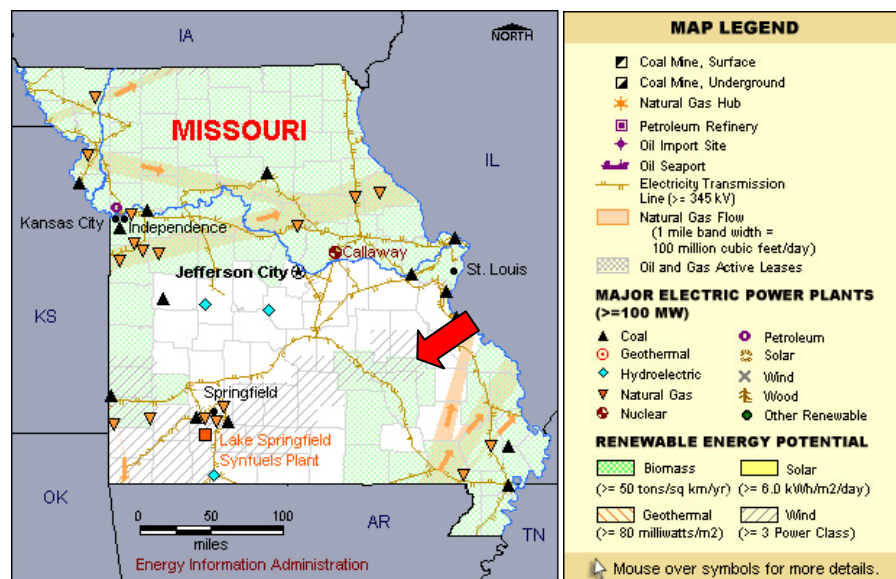 IA
NORTH
MISSOURI
IL
Kansas City
Independence
Callaway
Jefferson City
St. Louis
KS
Springfield
Lake Springfield
Synfuels Plant
OK
AR
TN
0 50 100
miles
Energy Information Administration
MAP LEGEND
Coal Mine, Surface
Coal Mine, Underground
Natural Gas Hub
Petroleum Refinery
Oil Import Site
Oil Seaport
Electricity Transmission
Line (>= 345 kV)
Natural Gas Flow
(1 mile band width =
100 million cubic feet/day)
Oil and Gas Active Leases
MAJOR ELECTRIC POWER PLANTS
(>=100 MW)
Coal Petroleum
Geothermal Solar
Hydroelectric Wind
Natural Gas Wood
Nuclear Other Renewable
RENEWABLE ENERGY POTENTIAL
Biomass Solar
(>= 50 tons/sq km/yr) (>= 6.0 kWh/m2/day)
Geothermal Wind
(>= 80 milliwatts/m2) (>= 3 Power Class)
Mouse over symbols for more details.